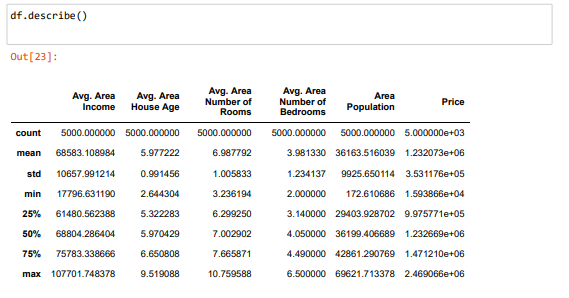 df.describe()
Out[23]:
Avg. Area Income Avg. Area House Age Avg. Area Number of Rooms Avg. Area Number of Bedrooms Area Population Price
count 5000.000000 5000.000000 5000.000000 5000.000000 5000.000000 5.000000e+03
mean 68583.108984 5.977222 6.987792 3.981330 36163.516039 1.232073e+06
std 10657.991214 0.991456 1.005833 1.234137 9925.650114 3.531176e+05
min 17796.631190 2.644304 3.236194 2.000000 172.610686 1.593866e+04
25% 61480.562388 5.322283 6.299250 3.140000 29403.928702 9.975771e+05
50% 68804.286404 5.970429 7.002902 4.050000 36199.406689 1.232669e+06
75% 75783.338666 6.650808 7.665871 4.490000 42861.290769 1.471210e+06
max 107701.748378 9.519088 10.759588 6.500000 69621.713378 2.469066e+06